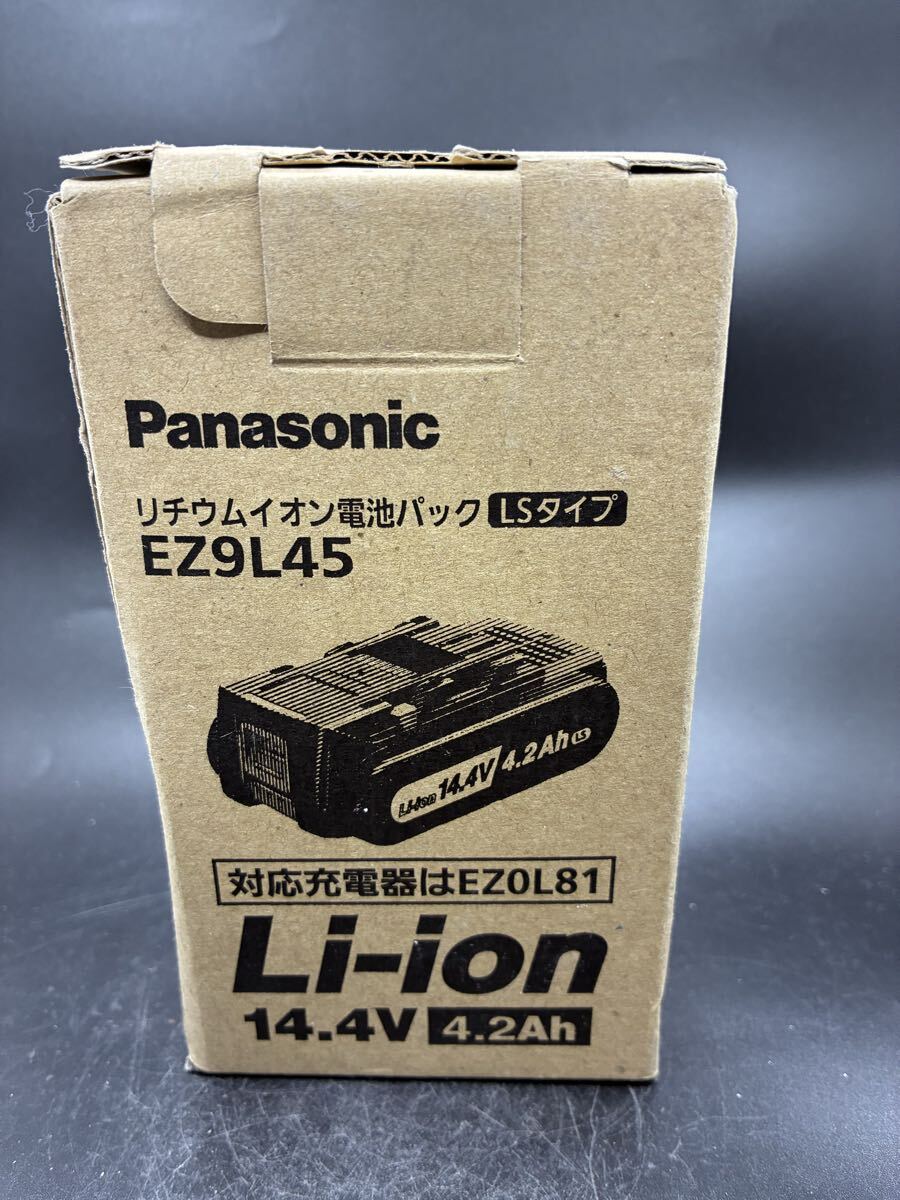 Panasonic
リチウムイオン電池パック LSタイプ
EZ9L45
Li-ion 14.4V 4.2Ah LS
対応充電器はEZ0L81
Li-ion
14.4V 4.2Ah